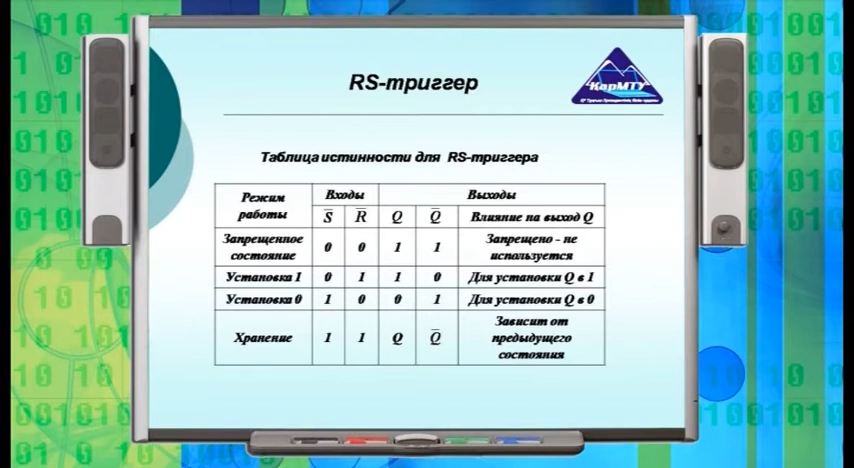 RS-триггер
КарМТУ
Таблица истинности для RS-триггера
Режим работы Входы Выходы
S̅ R̅ Q Q̅ Влияние на выход Q
Запрещенное состояние 0 0 1 1 Запрещено - не используется
Установка 1 0 1 1 0 Для установки Q в 1
Установка 0 1 0 0 1 Для установки Q в 0
Хранение 1 1 Q Q̅ Зависит от предыдущего состояния